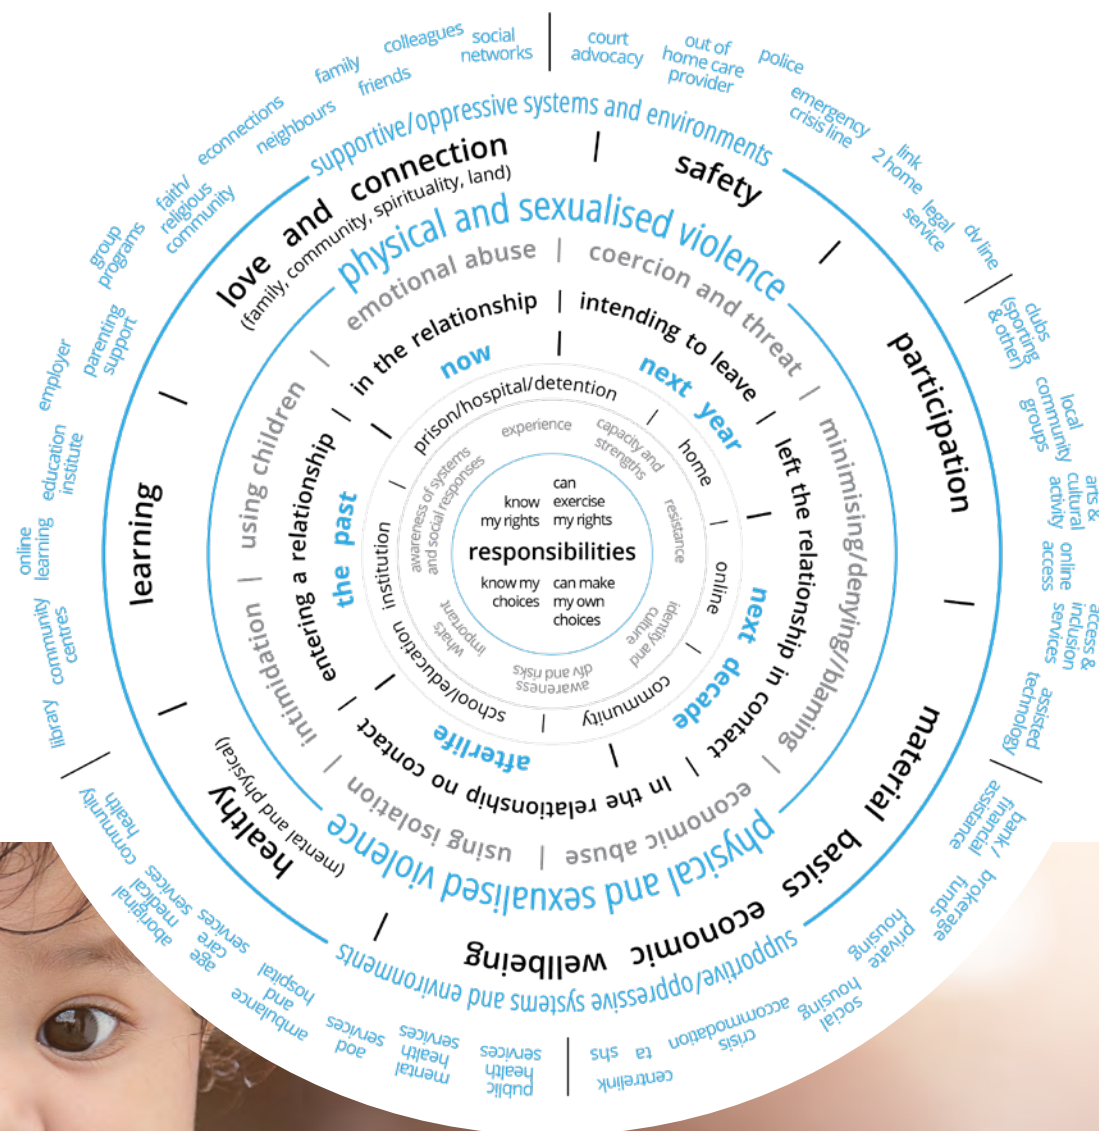 court
advocacy
out of
home care
provider
police
emergency
crisis line
link
2 home
legal
service
dv line
clubs
(sporting
& other)
local
community
groups
arts &
cultural
activity
online
access
access &
inclusion
services
assisted
technology
bank /
financial
assistance
brokerage
funds
private
housing
social
housing
crisis
accommodation
ta
shs
centrelink
public
health
services
mental
health
services
aod
services
ambulance
and
hospital
age
care
services
aboriginal
medical
services
community
health
library
community
centres
online
learning
education
institute
employer
parenting
support
group
programs
faith/
religious
community
econnections
neighbours
family
friends
colleagues
social
networks
supportive/oppressive systems and environments
supportive/oppressive systems and environments
love and connection
(family, community, spirituality, land)
safety
participation
material basics
economic wellbeing
healthy
(mental and physical)
learning
physical and sexualised violence
physical and sexualised violence
emotional abuse
coercion and threat
minimising/denying/blaming
economic abuse
using isolation
intimidation
using children
in the relationship
intending to leave
left the relationship in contact
In the relationship no contact
entering a relationship
now
next year
next decade
afterlife
the past
prison/hospital/detention
home
online
community
school/education institution
experience
capacity and
strengths
resistance
identity and
culture
awareness
dfv and risks
what's
important
awareness of systems
and social responses
know
my rights
can
exercise
my rights
responsibilities
know my
choices
can make
my own
choices